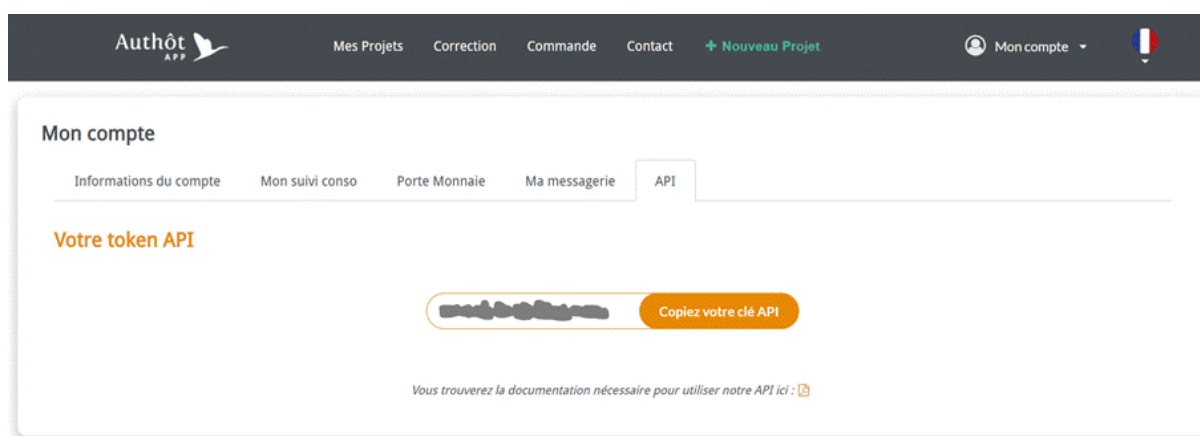 Authôt
APP
Mes Projets Correction Commande Contact + Nouveau Projet Mon compte
Mon compte
Informations du compte Mon suivi conso Porte Monnaie Ma messagerie API
Votre token API
Copiez votre clé API
Vous trouverez la documentation nécessaire pour utiliser notre API ici :